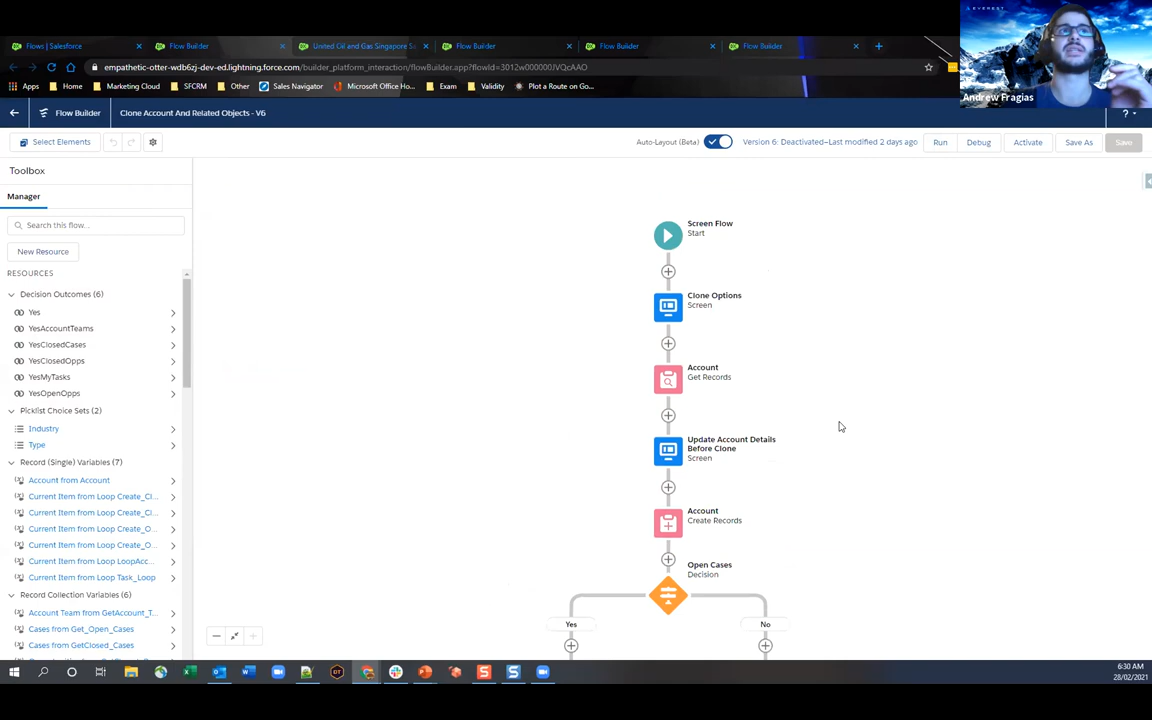 LEVEREST
Flows | Salesforce
Flow Builder
United Oil and Gas Singapore Sa
Flow Builder
Flow Builder
Flow Builder
empathetic-otter-wdb6zj-dev-ed.lightning.force.com/builder_platform_interaction/flowBuilder.app?flowId=3012w000000JVQcAAO
Apps
Home
Marketing Cloud
SFCRM
Other
Sales Navigator
Microsoft Office Ho...
Exam
Validity
Plot a Route on Go...
Andrew Fragias
Flow Builder
Clone Account And Related Objects - V6
?
Select Elements
Auto-Layout (Beta)
Version 6: Deactivated—Last modified 2 days ago
Run
Debug
Activate
Save As
Save
Toolbox
Manager
Search this flow...
New Resource
RESOURCES
Decision Outcomes (6)
Yes
YesAccountTeams
YesClosedCases
YesClosedOpps
YesMyTasks
YesOpenOpps
Picklist Choice Sets (2)
Industry
Type
Record (Single) Variables (7)
Account from Account
Current Item from Loop Create_Cl...
Current Item from Loop Create_Cl...
Current Item from Loop Create_O...
Current Item from Loop Create_O...
Current Item from Loop LoopAcc...
Current Item from Loop Task_Loop
Record Collection Variables (6)
Account Team from GetAccount_T...
Cases from Get_Open_Cases
Cases from GetClosed_Cases
Screen Flow
Start
Clone Options
Screen
Account
Get Records
Update Account Details
Before Clone
Screen
Account
Create Records
Open Cases
Decision
Yes
No
6:30 AM
28/02/2021